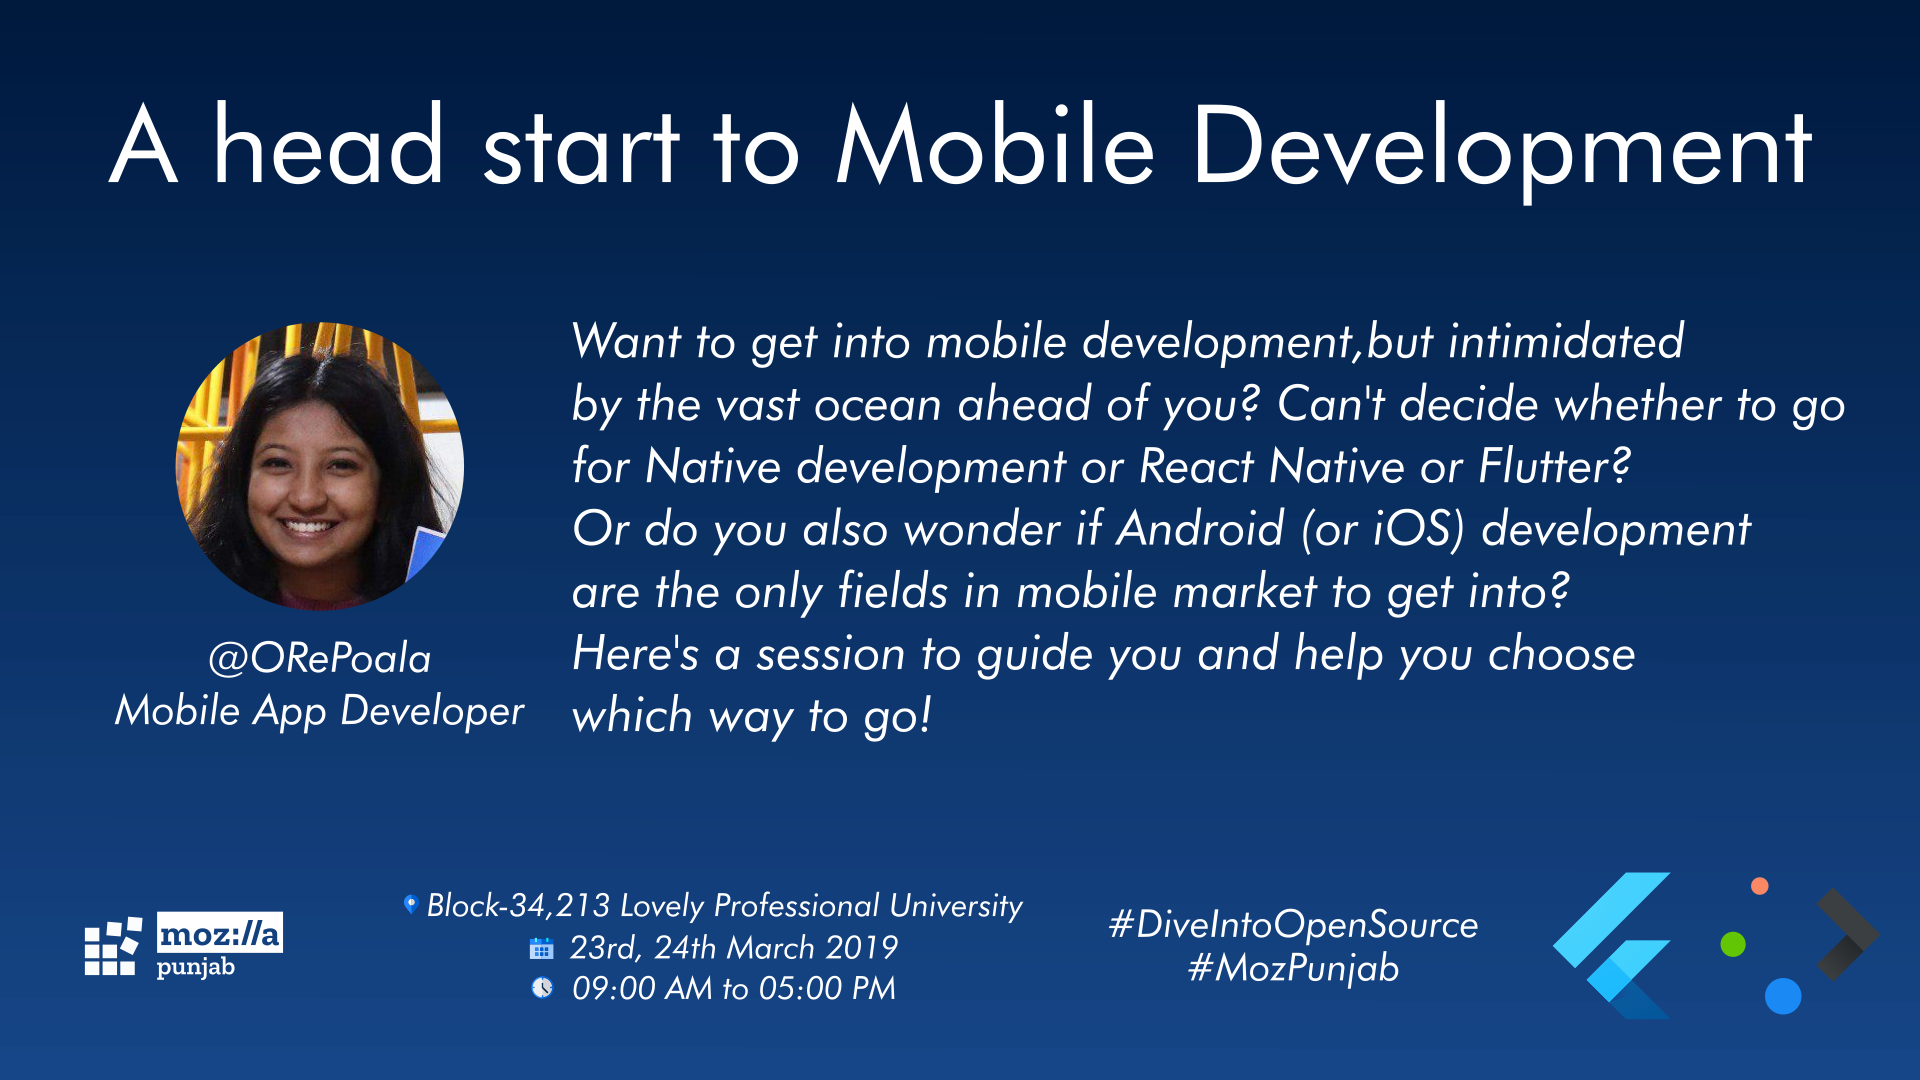 A head start to Mobile Development
Want to get into mobile development,but intimidated
by the vast ocean ahead of you? Can't decide whether to go
for Native development or React Native or Flutter?
Or do you also wonder if Android (or iOS) development
are the only fields in mobile market to get into?
Here's a session to guide you and help you choose
which way to go!
@ORePoala
Mobile App Developer
moz://a
punjab
Block-34,213 Lovely Professional University
23rd, 24th March 2019
09:00 AM to 05:00 PM
#DiveIntoOpenSource
#MozPunjab